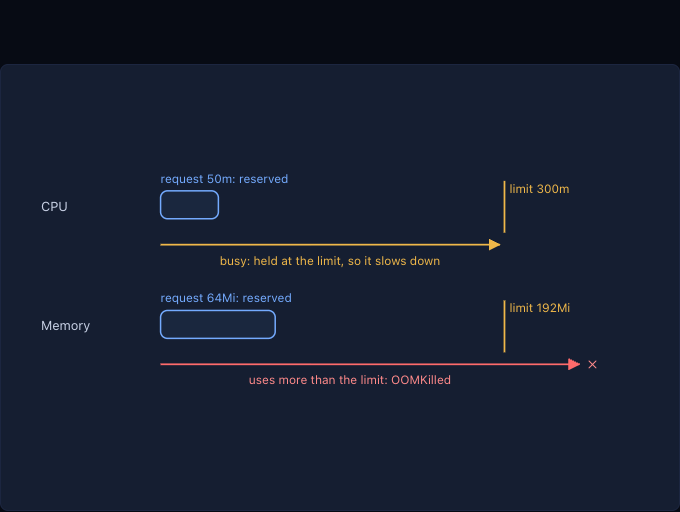 request 50m: reserved
limit 300m
CPU
busy: held at the limit, so it slows down
request 64Mi: reserved
limit 192Mi
Memory
uses more than the limit: OOMKilled